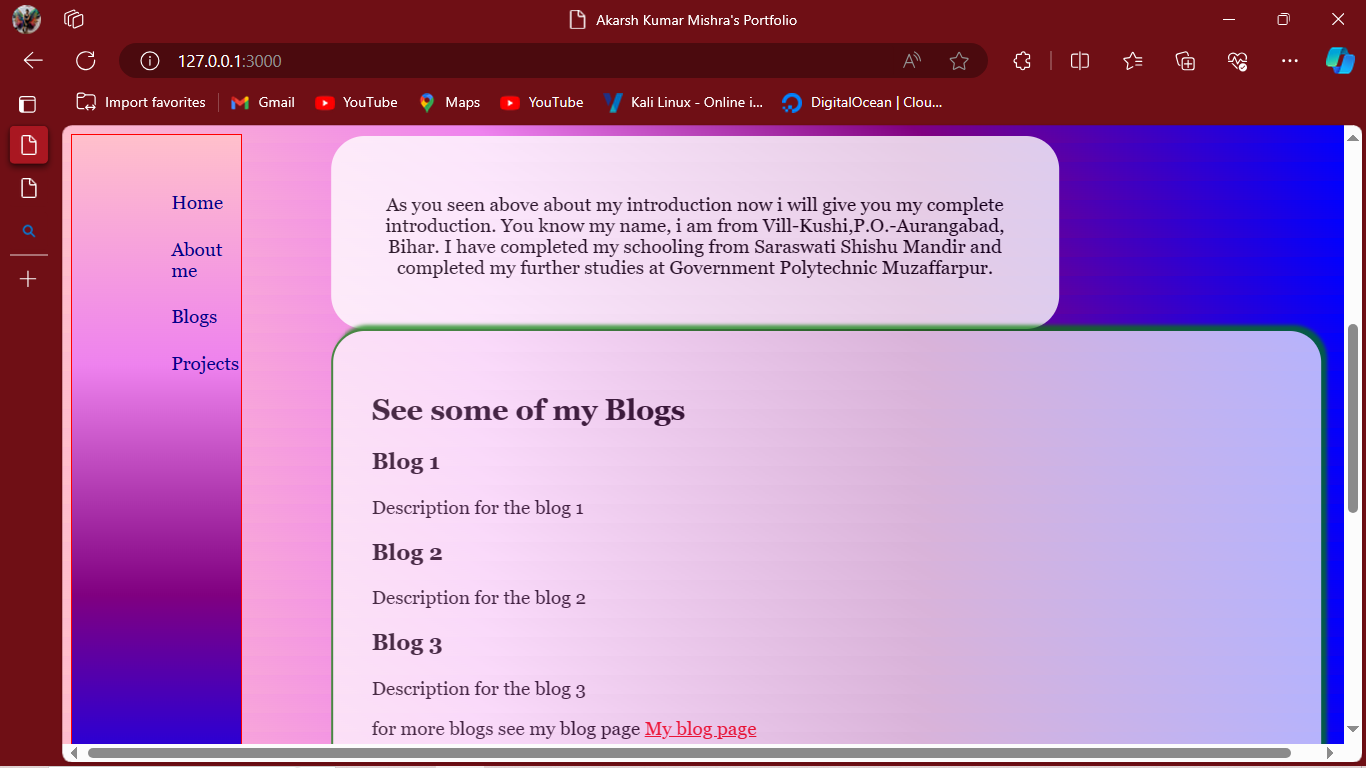 Akarsh Kumar Mishra's Portfolio
127.0.0.1:3000
Import favorites
Gmail
YouTube
Maps
YouTube
Kali Linux - Online i...
DigitalOcean | Clou...
Home
About
me
Blogs
Projects
As you seen above about my introduction now i will give you my complete
introduction. You know my name, i am from Vill-Kushi,P.O.-Aurangabad,
Bihar. I have completed my schooling from Saraswati Shishu Mandir and
completed my further studies at Government Polytechnic Muzaffarpur.
See some of my Blogs
Blog 1
Description for the blog 1
Blog 2
Description for the blog 2
Blog 3
Description for the blog 3
for more blogs see my blog page My blog page